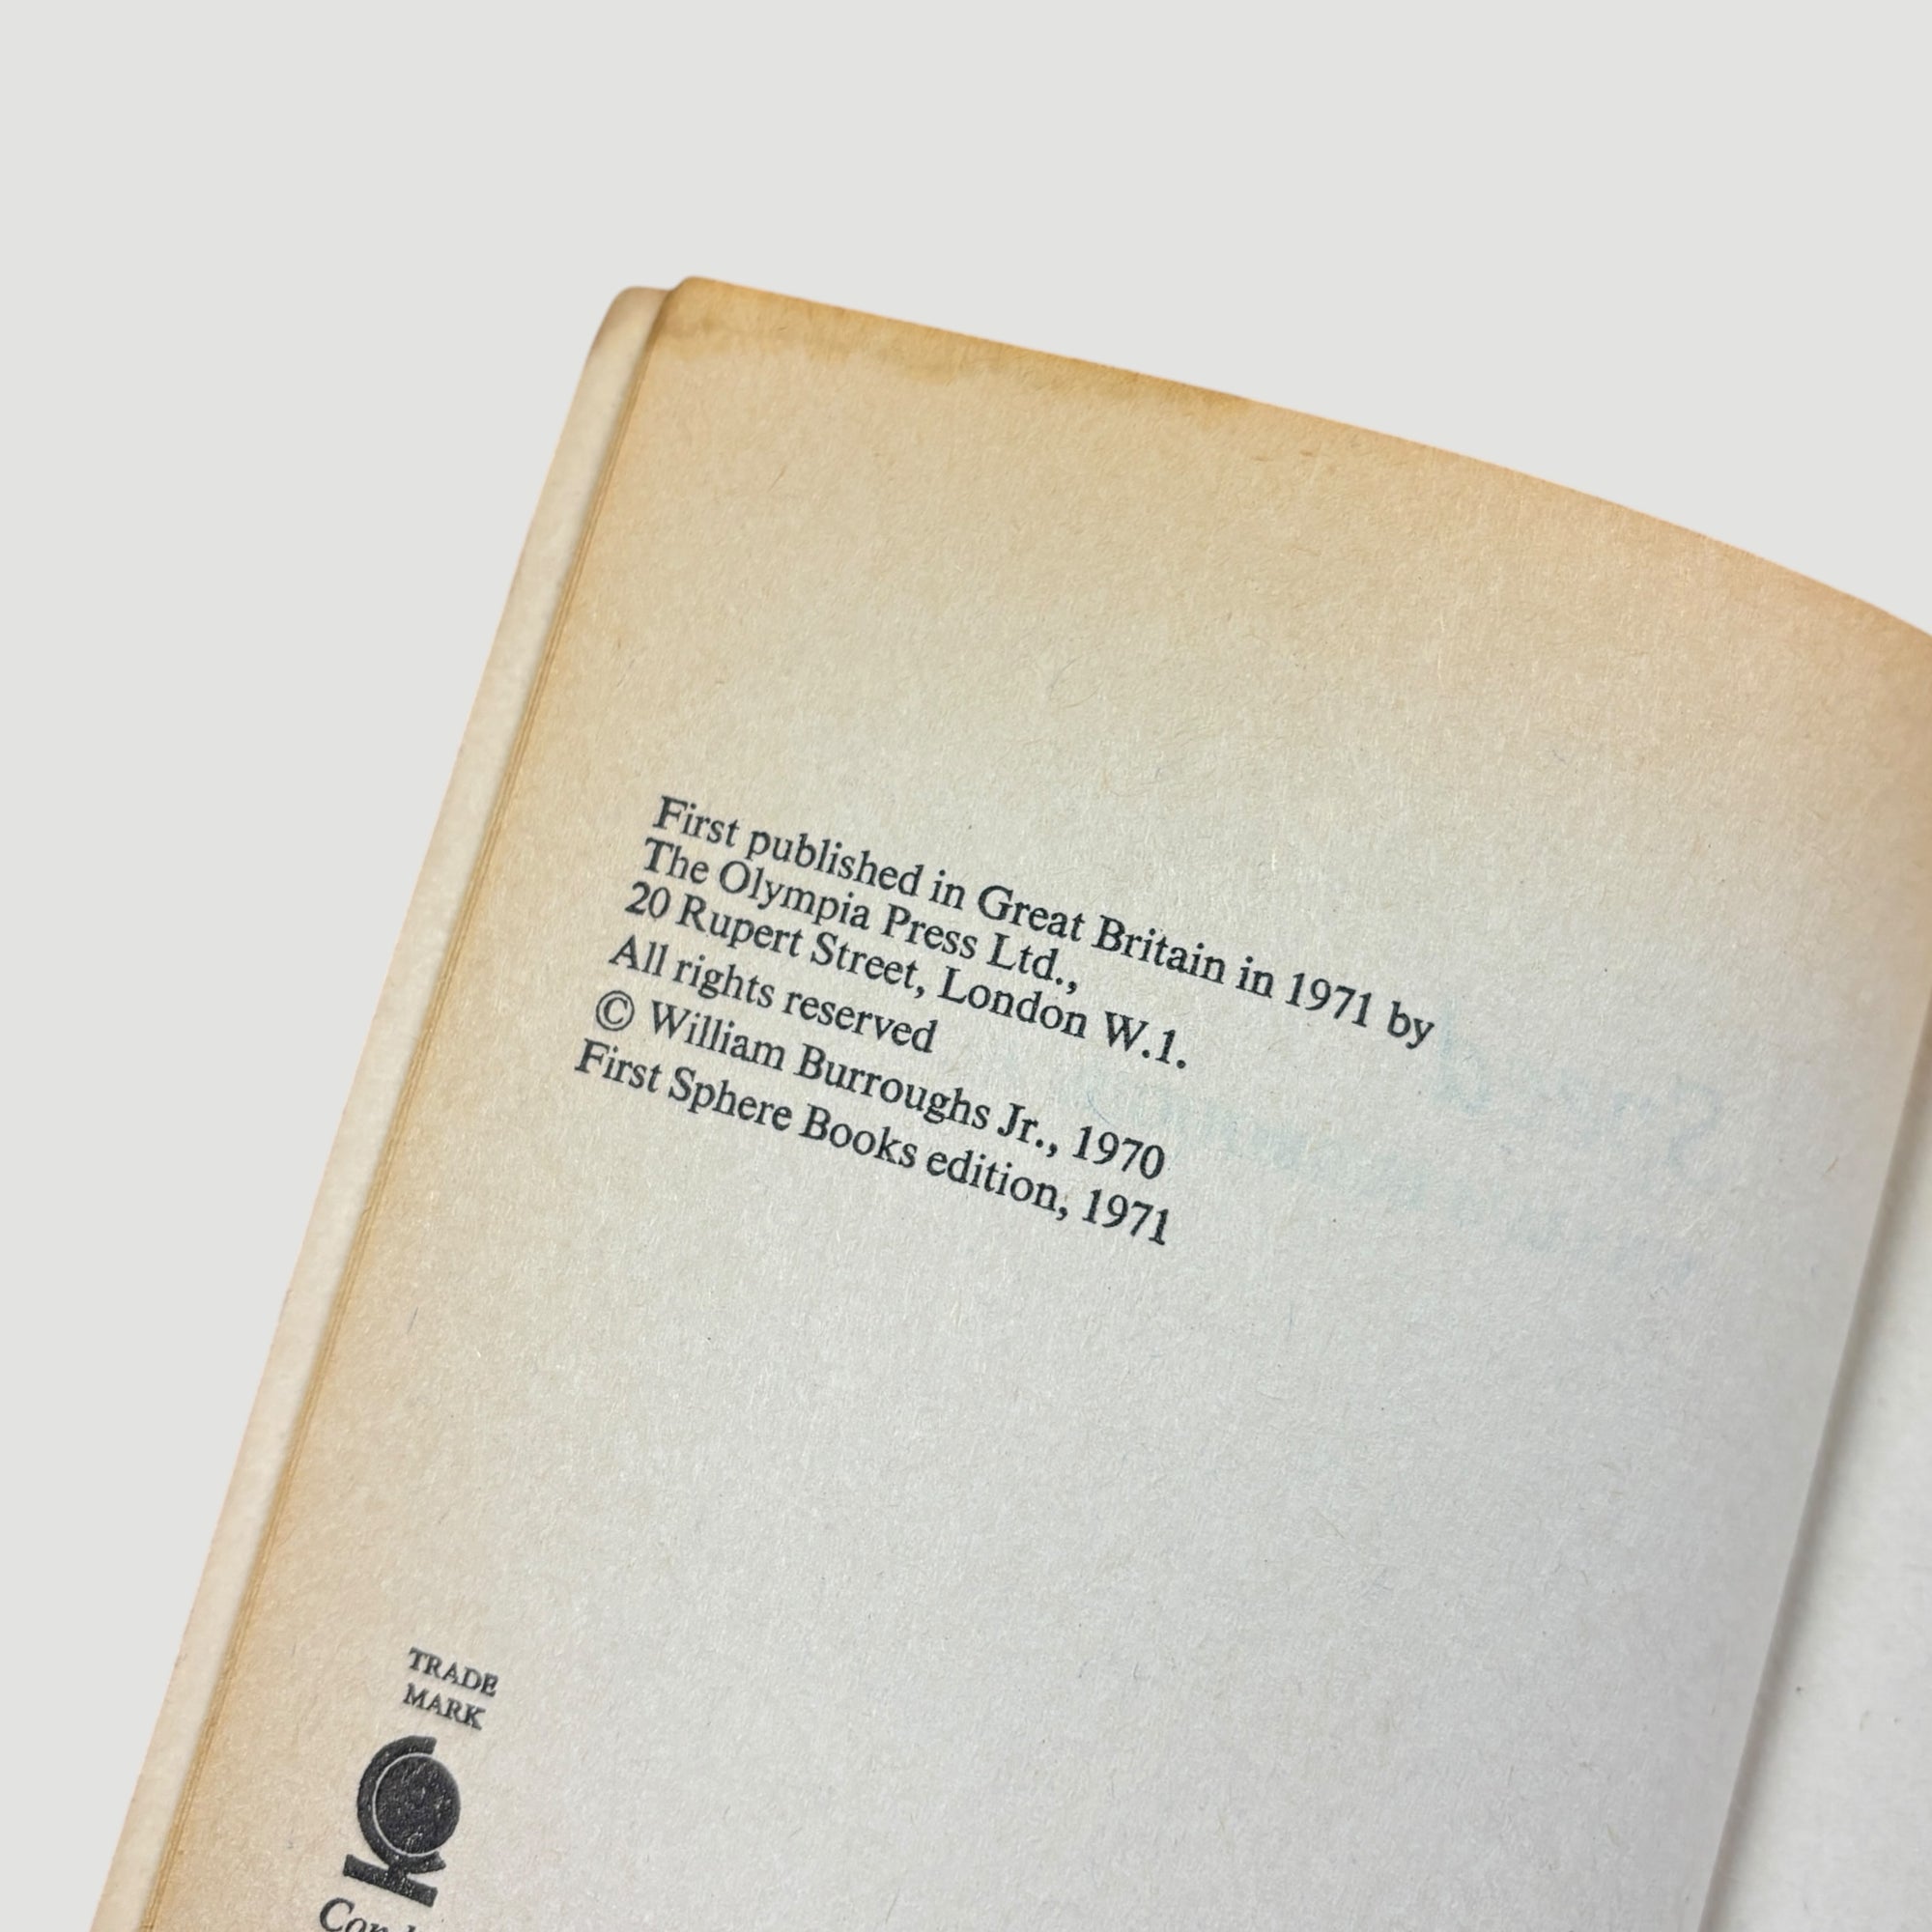 First published in Great Britain in 1971 by
The Olympia Press Ltd.,
20 Rupert Street, London W.1.
All rights reserved
© William Burroughs Jr., 1970
First Sphere Books edition, 1971
TRADE
MARK